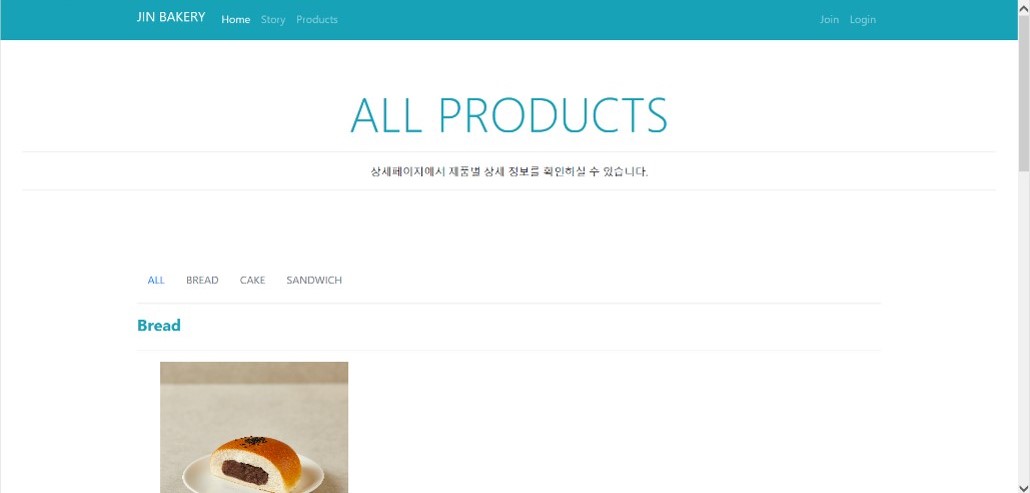 JIN BAKERY Home Story Products Join Login
ALL PRODUCTS
상세페이지에서 제품별 상세 정보를 확인하실 수 있습니다.
ALL BREAD CAKE SANDWICH
Bread